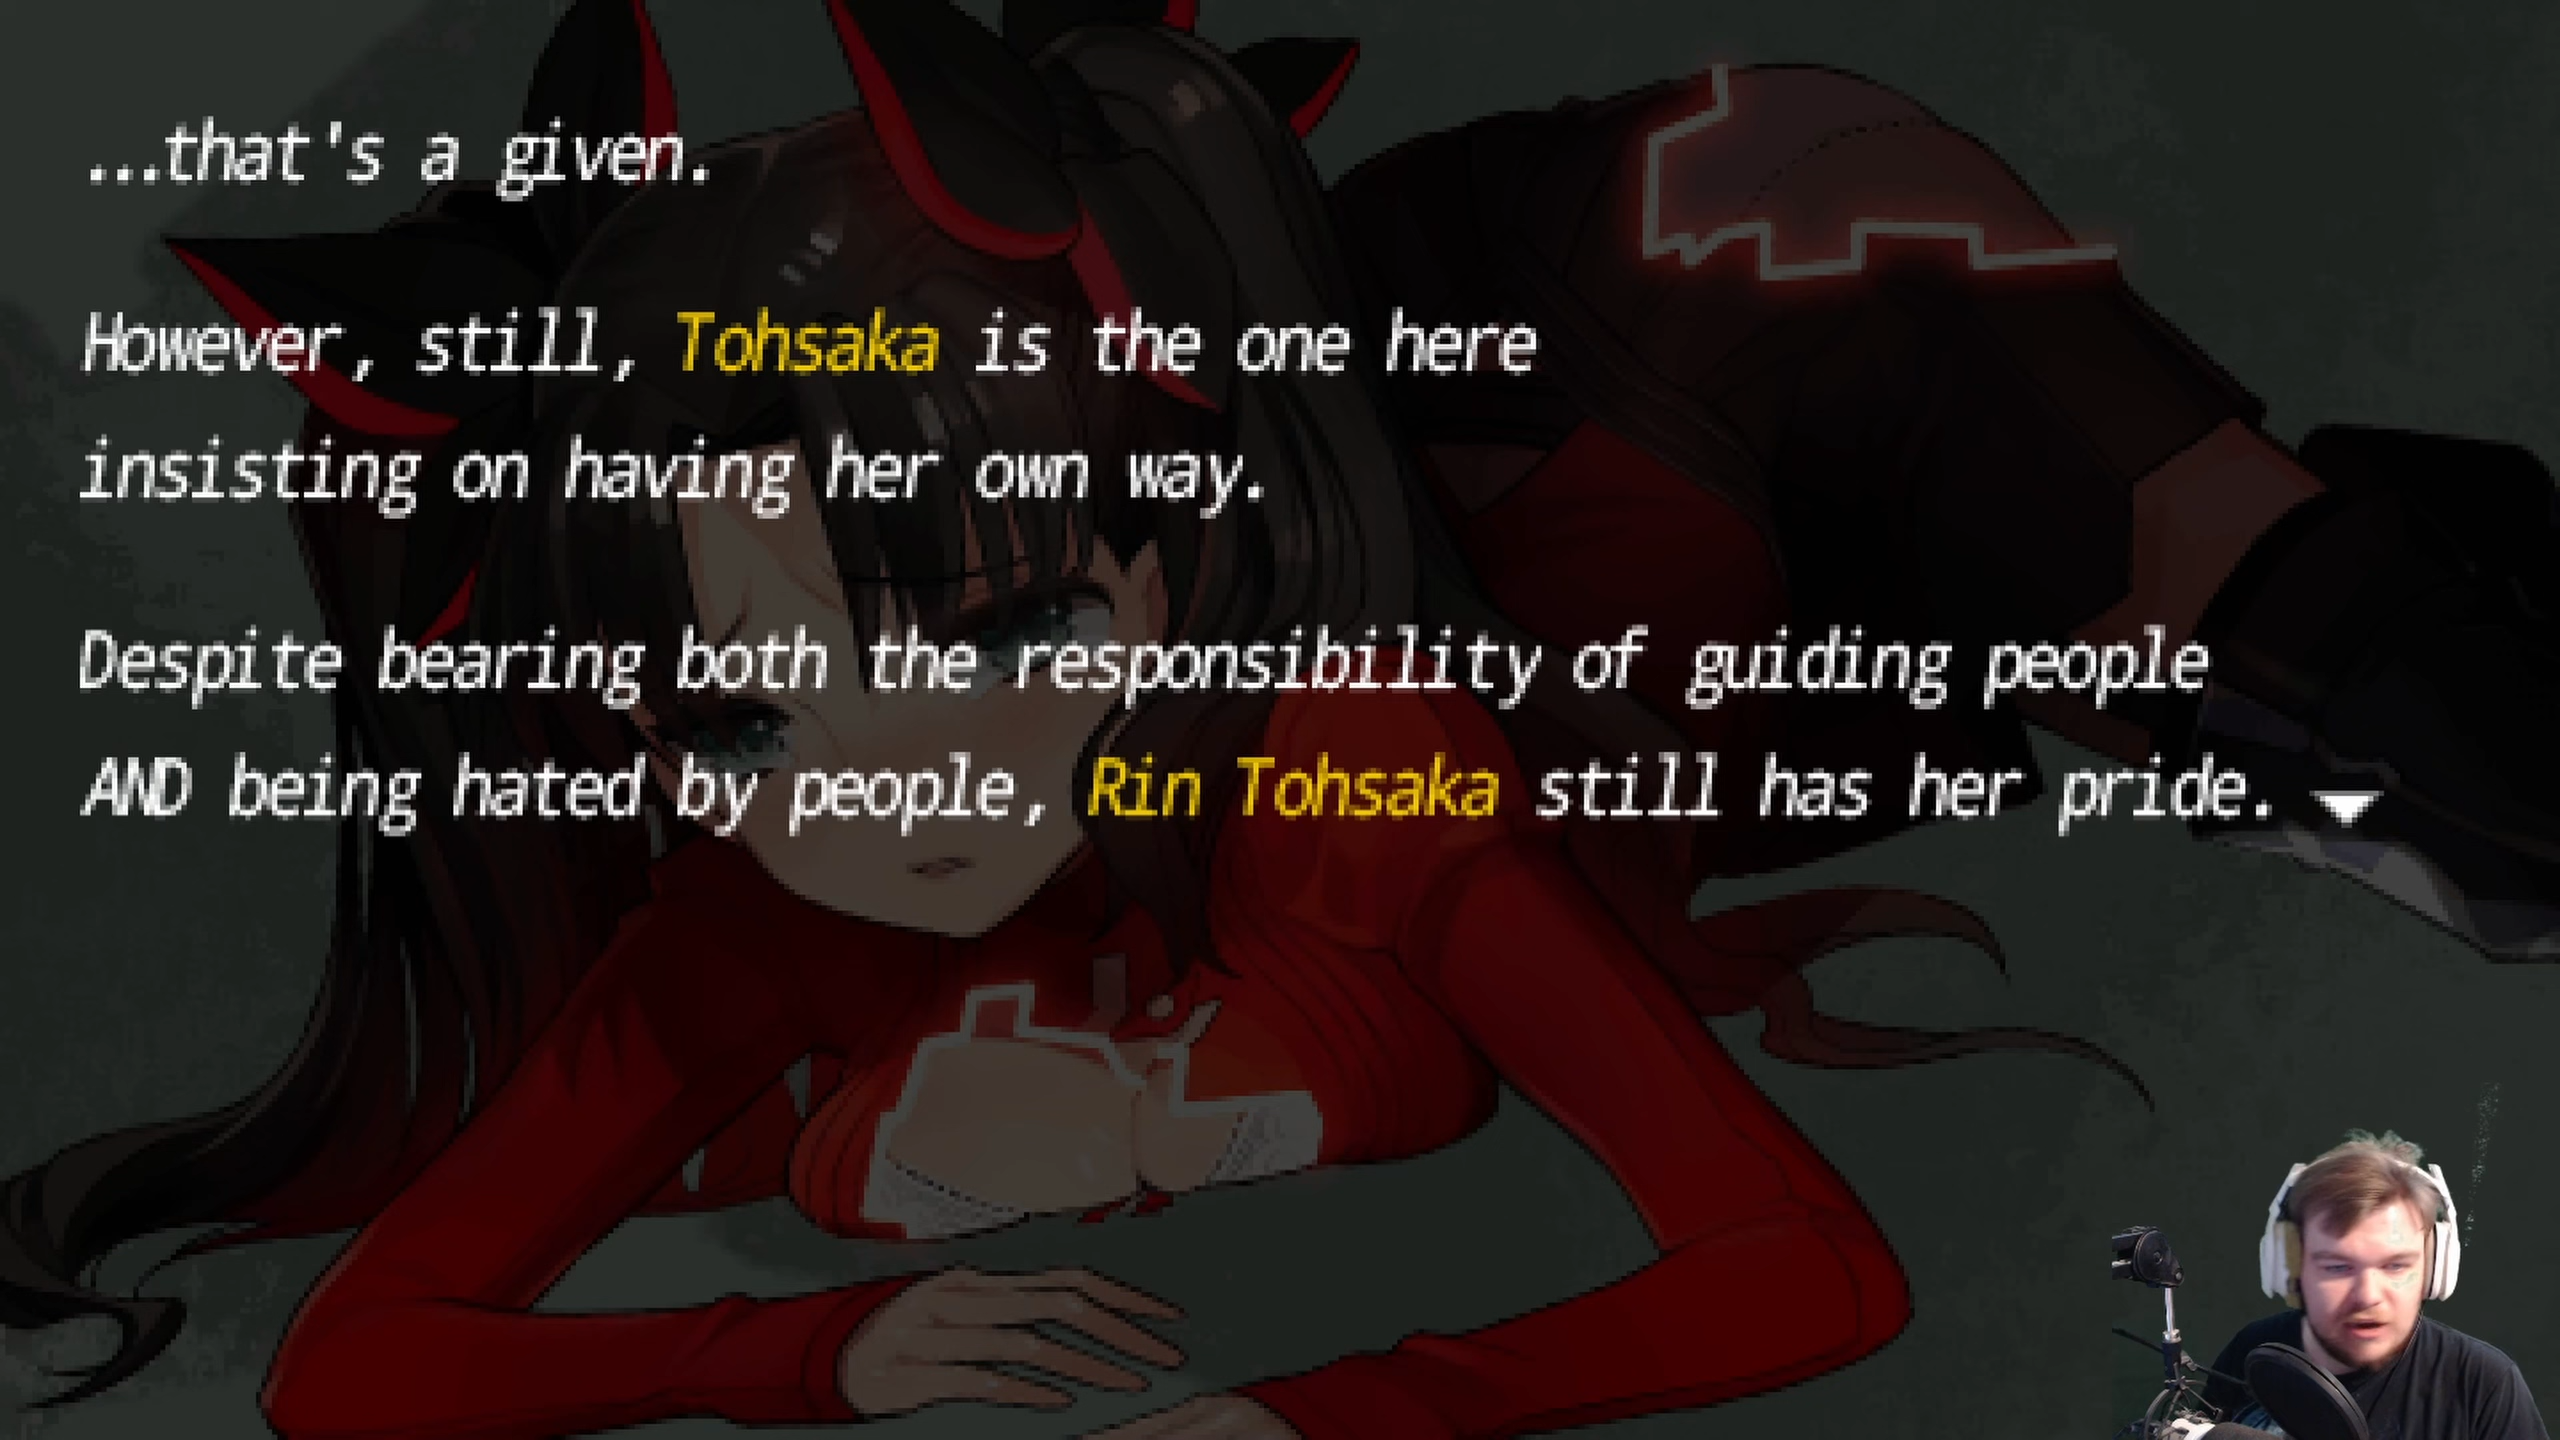 ...that's a given.
However, still, Tohsaka is the one here
insisting on having her own way.
Despite bearing both the responsibility of guiding people
AND being hated by people, Rin Tohsaka still has her pride.